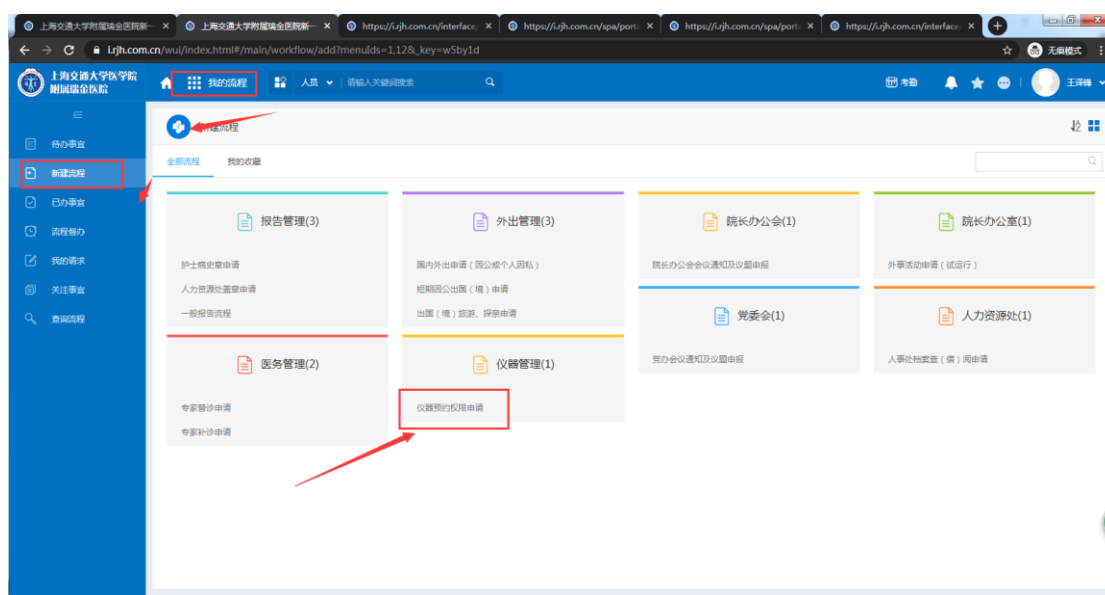 上海交通大学附属瑞金医院新一
上海交通大学附属瑞金医院新一
https://i.rjh.com.cn/interface/
https://i.rjh.com.cn/spa/port
https://i.rjh.com.cn/spa/port
https://i.rjh.com.cn/interface/
i.rjh.com.cn/wui/index.html#/main/workflow/add?menuIds=1,12&_key=w5by1d
无痕模式
上海交通大学医学院
附属瑞金医院
我的流程
人员
请输入关键词搜索
考勤
待办事宜
新建流程
已办事宜
流程督办
我的请求
关注事宜
查询流程
新建流程
全部流程
我的收藏
报告管理(3)
护士病史章申请
人力资源处盖章申请
一般报告流程
外出管理(3)
国内外出申请（因公或个人因私）
短期因公出国（境）申请
出国（境）旅游、探亲申请
院长办公会(1)
院长办公会会议通知及议题申报
院长办公室(1)
外事活动申请（试运行）
党委会(1)
党办会议通知及议题申报
人力资源处(1)
人事处档案查（借）阅申请
医务管理(2)
专家替诊申请
专家补诊申请
仪器管理(1)
仪器预约权限申请